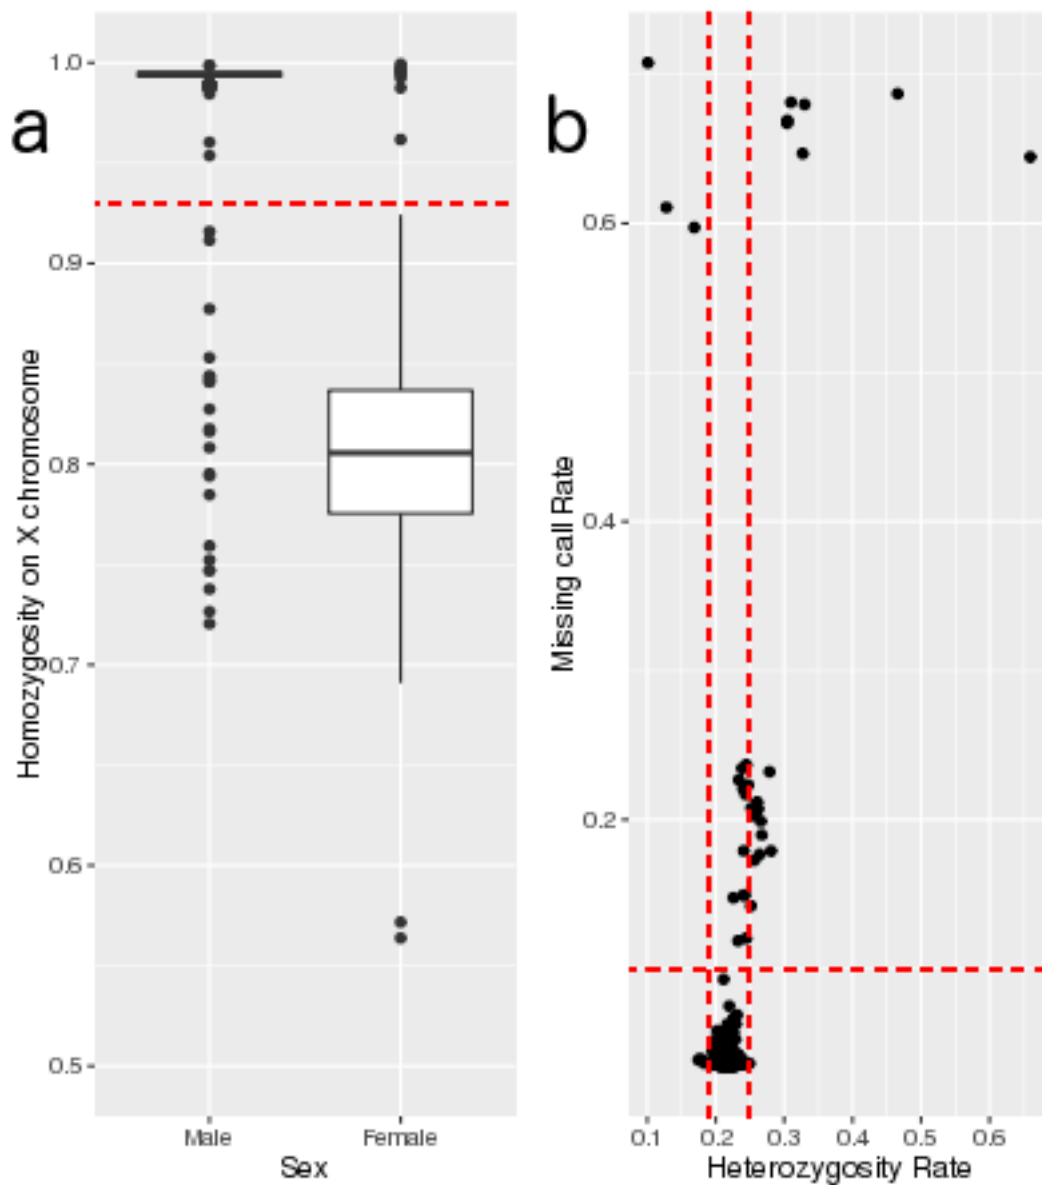 a
Homozygosity on X chromosome
1.0
0.9
0.8
0.7
0.6
0.5
Male Female
Sex
b
Missing call Rate
0.6
0.4
0.2
0.1 0.2 0.3 0.4 0.5 0.6
Heterozygosity Rate